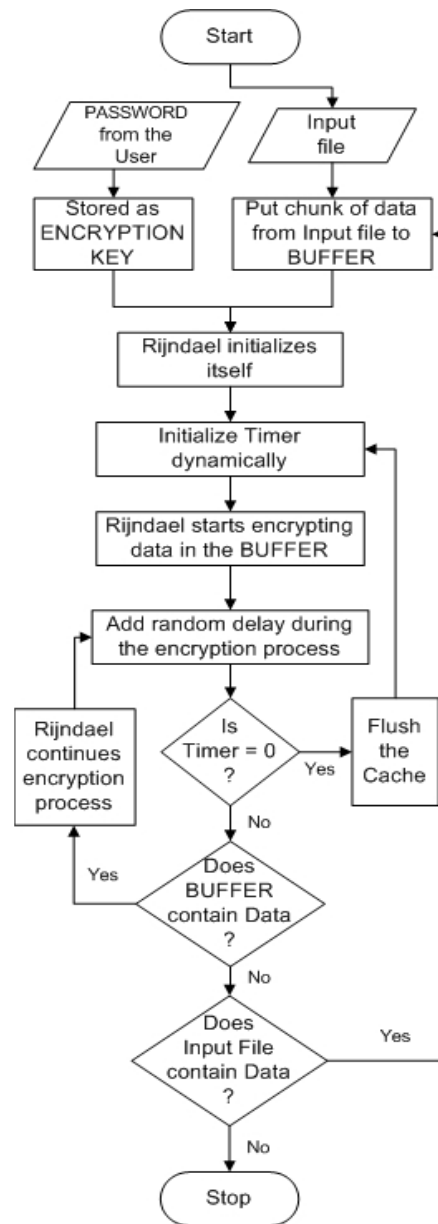 Start
PASSWORD
from the
User
Input
file
Stored as
ENCRYPTION
KEY
Put chunk of data
from Input file to
BUFFER
Rijndael initializes
itself
Initialize Timer
dynamically
Rijndael starts encrypting
data in the BUFFER
Add random delay during
the encryption process
Rijndael
continues
encryption
process
Is
Timer = 0
?
Yes
Flush
the
Cache
No
Does
BUFFER
contain Data
?
Yes
No
Does
Input File
contain Data
?
Yes
No
Stop